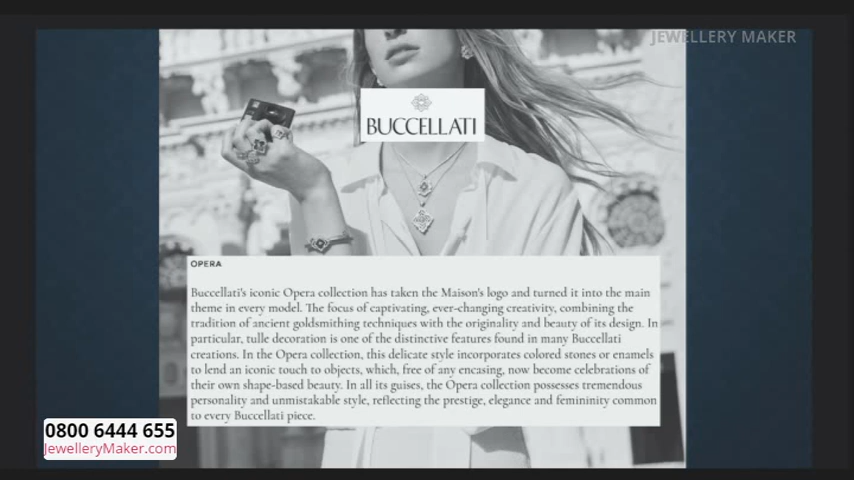 JEWELLERY MAKER
BUCCELLATI
OPERA
Buccellati's iconic Opera collection has taken the Maison's logo and turned it into the main
theme in every model. The focus of captivating, ever-changing creativity, combining the
tradition of ancient goldsmithing techniques with the originality and beauty of its design. In
particular, tulle decoration is one of the distinctive features found in many Buccellati
creations. In the Opera collection, this delicate style incorporates colored stones or enamels
to lend an iconic touch to objects, which, free of any encasing, now become celebrations of
their own shape-based beauty. In all its guises, the Opera collection possesses tremendous
personality and unmistakable style, reflecting the prestige, elegance and femininity common
to every Buccellati piece.
0800 6444 655
JewelleryMaker.com